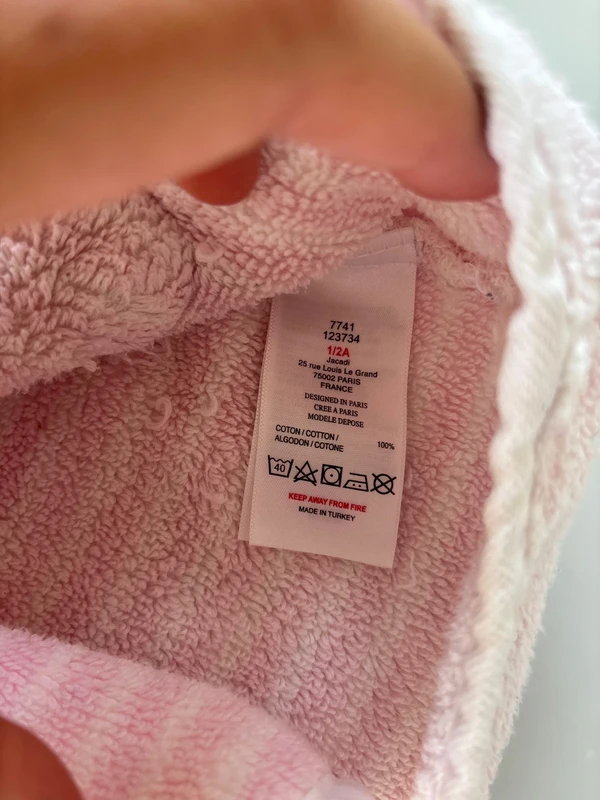 7741
123734
1/2A
Jacadi
25 rue Louis Le Grand
75002 PARIS
FRANCE
DESIGNED IN PARIS
CREE A PARIS
MODELE DEPOSE
COTON / COTTON /
ALGODON / COTONE 100%
40
KEEP AWAY FROM FIRE
MADE IN TURKEY